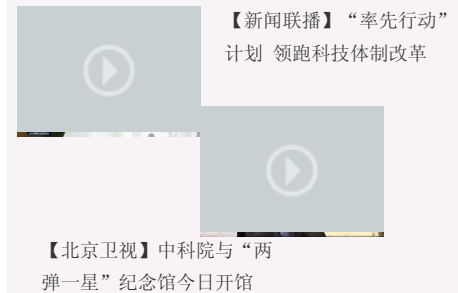 【新闻联播】“率先行动”
计划 领跑科技体制改革
【北京卫视】中科院与“两
弹一星”纪念馆今日开馆